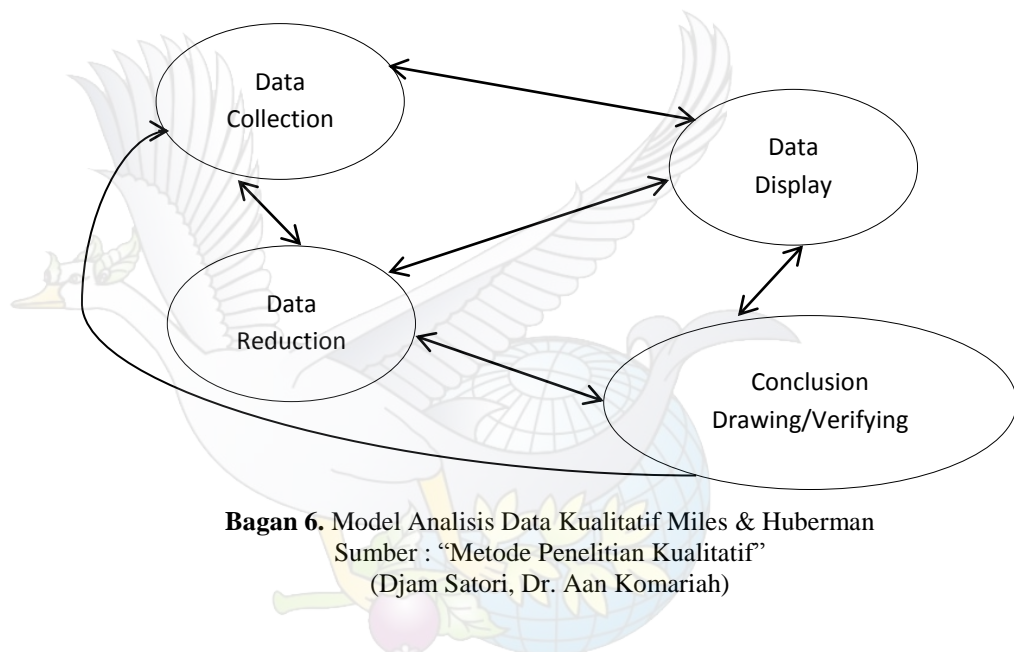 Data
Collection
Data
Display
Data
Reduction
Conclusion
Drawing/Verifying
Bagan 6. Model Analisis Data Kualitatif Miles & Huberman
Sumber : “Metode Penelitian Kualitatif”
(Djam Satori, Dr. Aan Komariah)